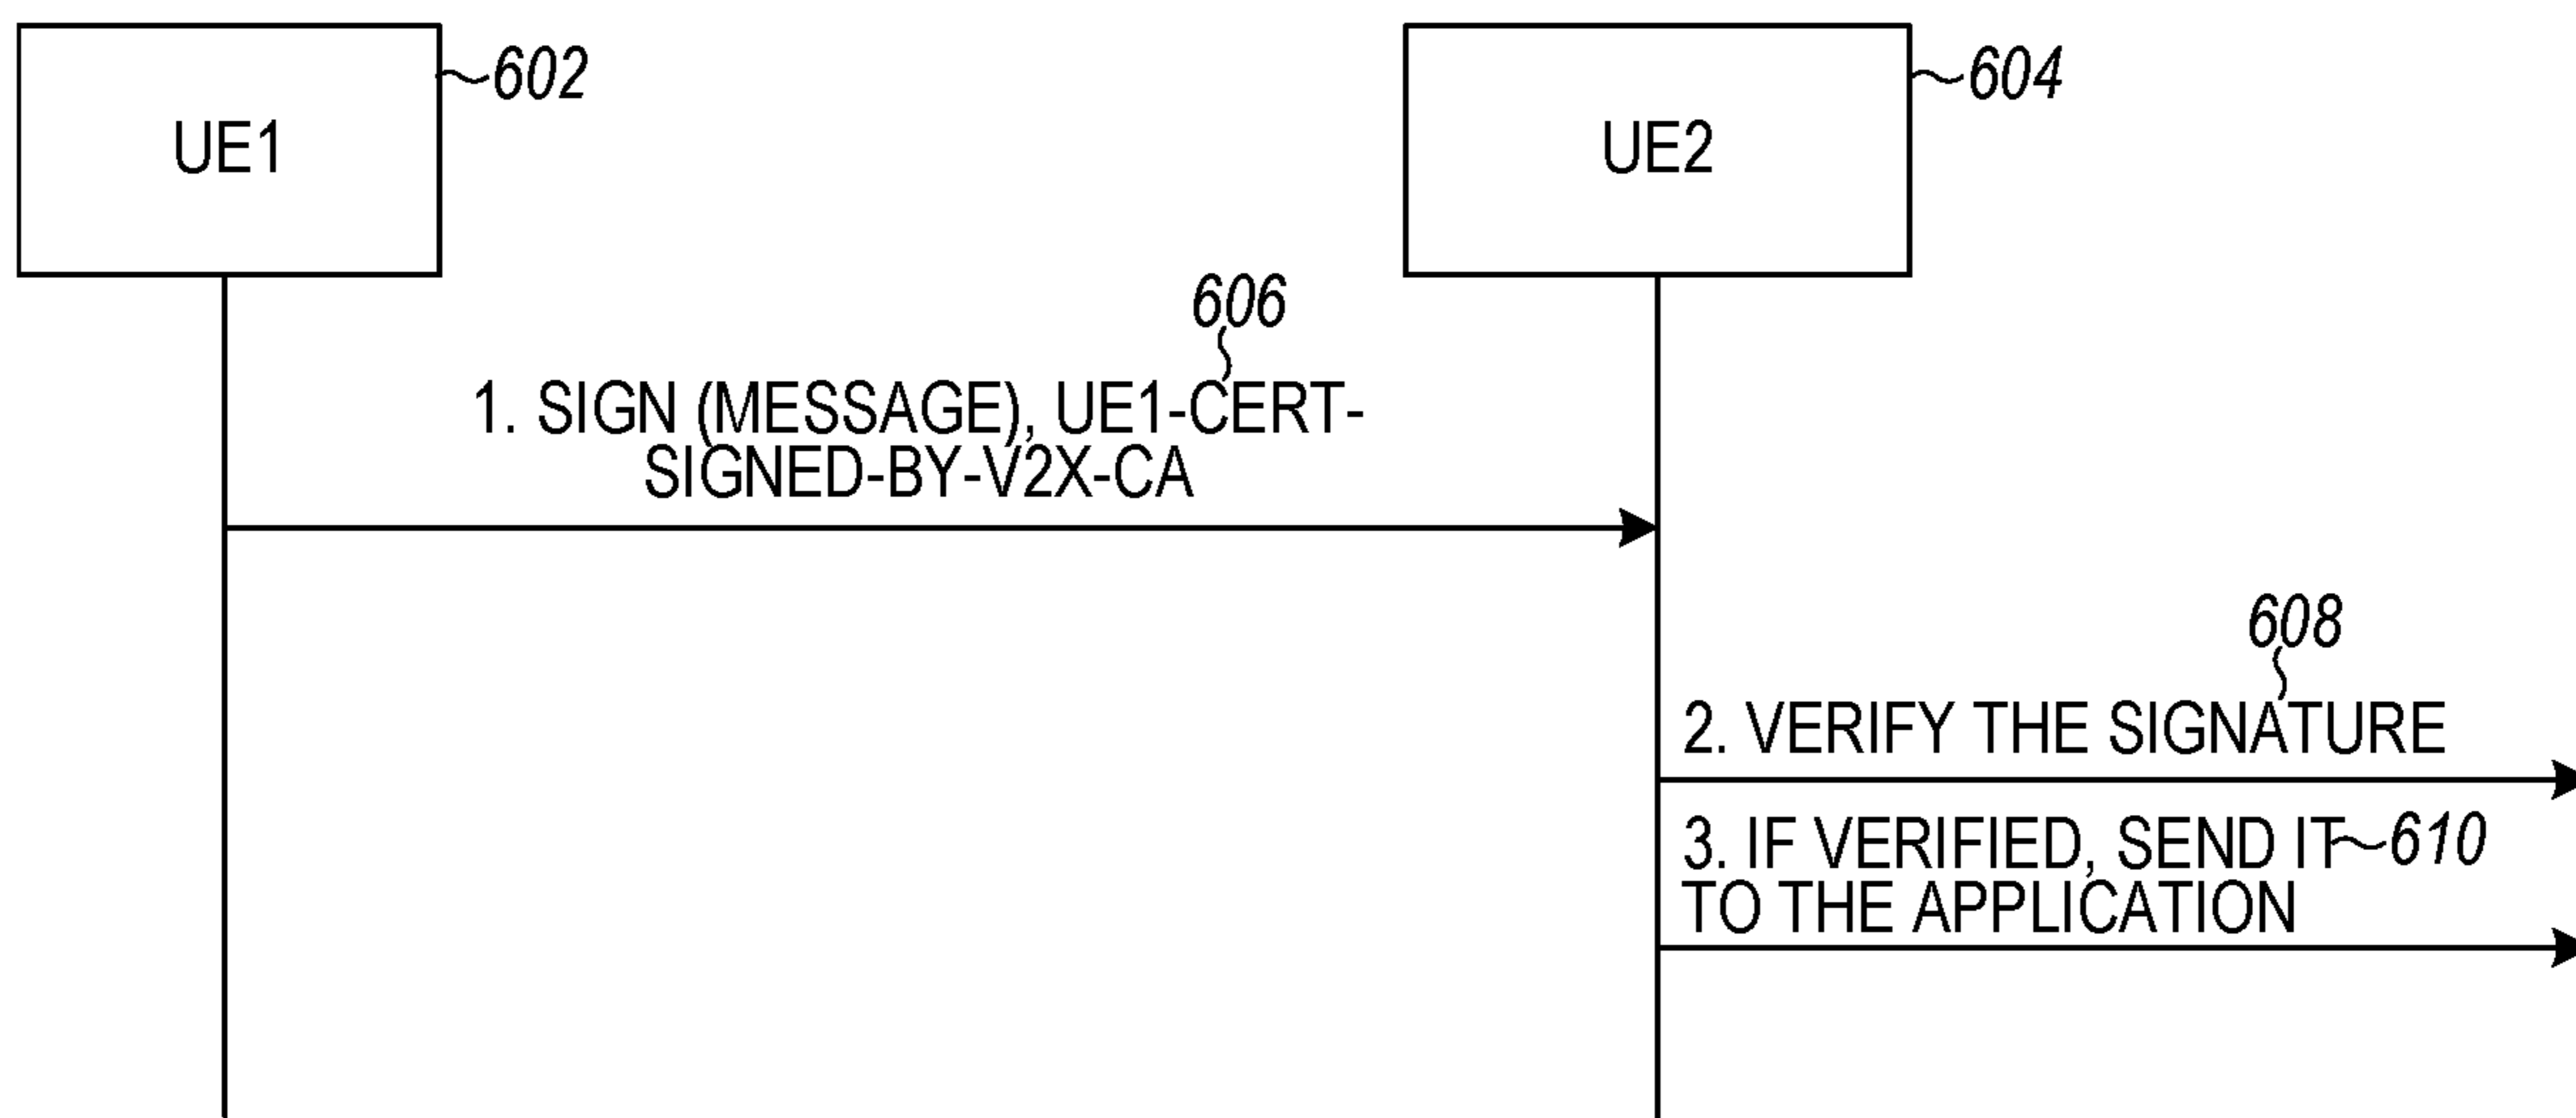 UE1
602
UE2
604
606
1. SIGN (MESSAGE), UE1-CERT-
SIGNED-BY-V2X-CA
608
2. VERIFY THE SIGNATURE
3. IF VERIFIED, SEND IT 610
TO THE APPLICATION